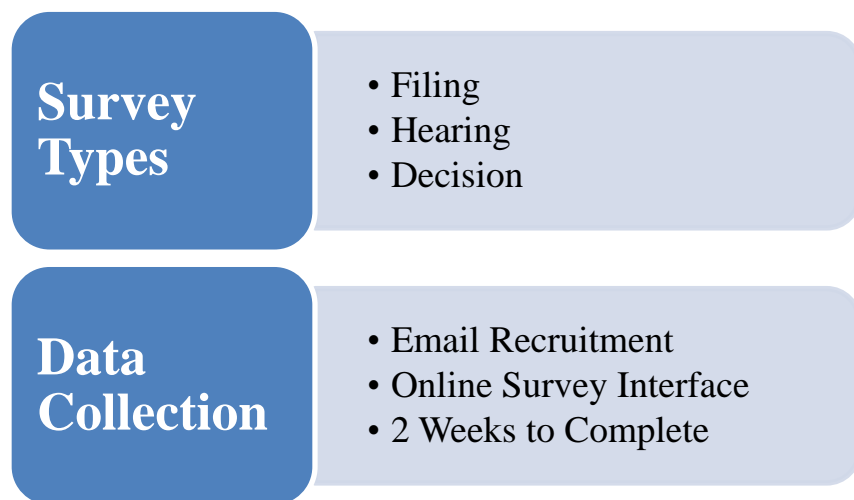 Survey
Types
• Filing
• Hearing
• Decision
Data
Collection
• Email Recruitment
• Online Survey Interface
• 2 Weeks to Complete